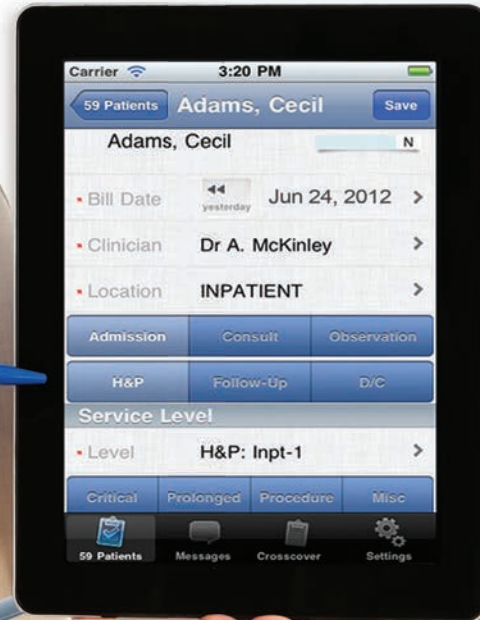 Carrier 3:20 PM
59 Patients Adams, Cecil Save
Adams, Cecil N
Bill Date yesterday Jun 24, 2012
Clinician Dr A. McKinley
Location INPATIENT
Admission Consult Observation
H&P Follow-Up D/C
Service Level
Level H&P: Inpt-1
Critical Prolonged Procedure Misc
59 Patients Messages Crosscover Settings